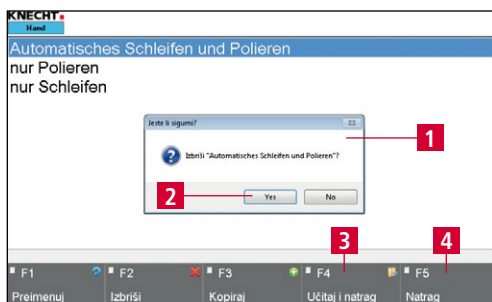 KNECHT
Hand
Automatisches Schleifen und Polieren
nur Polieren
nur Schleifen
Jeste li sigurni?
1
Izbriši "Automatisches Schleifen und Polieren"?
2
Yes No
3 4
F1 F2 F3 F4 F5
Preimenuj Izbriši Kopiraj Učitaj i natrag Natrag